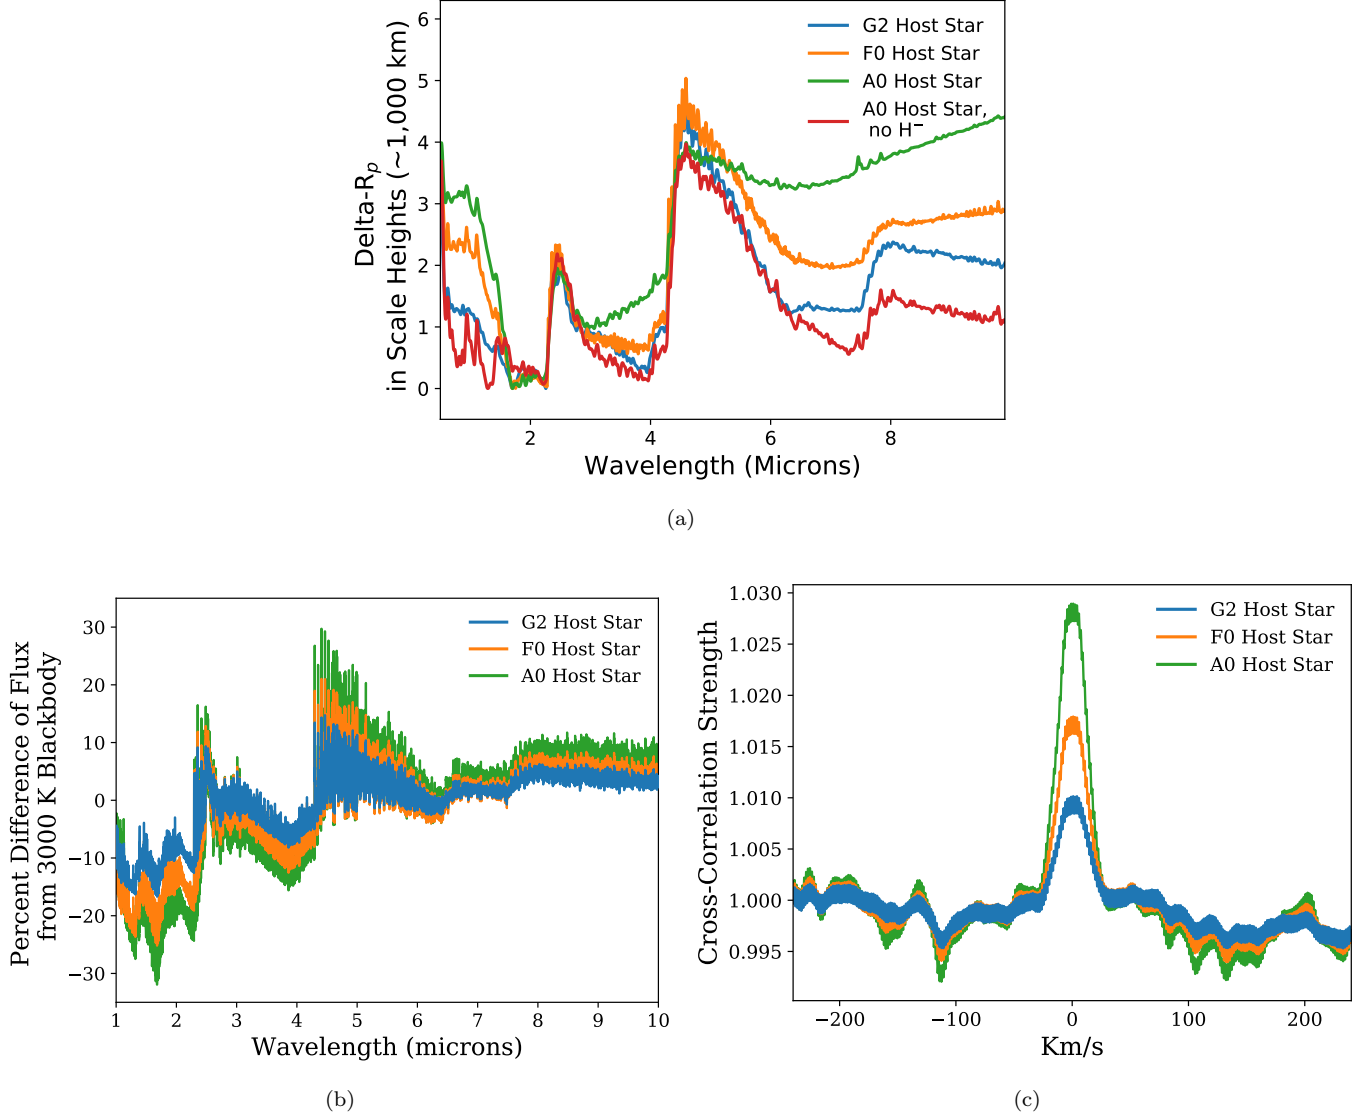 6
5
4
3
2
1
0
Delta-R_p
in Scale Heights (~1,000 km)
G2 Host Star
F0 Host Star
A0 Host Star
A0 Host Star,
no H⁻
2
4
6
8
Wavelength (Microns)
(a)
30
20
10
0
−10
−20
−30
Percent Difference of Flux
from 3000 K Blackbody
G2 Host Star
F0 Host Star
A0 Host Star
1
2
3
4
5
6
7
8
9
10
Wavelength (microns)
(b)
1.030
1.025
1.020
1.015
1.010
1.005
1.000
0.995
Cross-Correlation Strength
G2 Host Star
F0 Host Star
A0 Host Star
−200
−100
0
100
200
Km/s
(c)